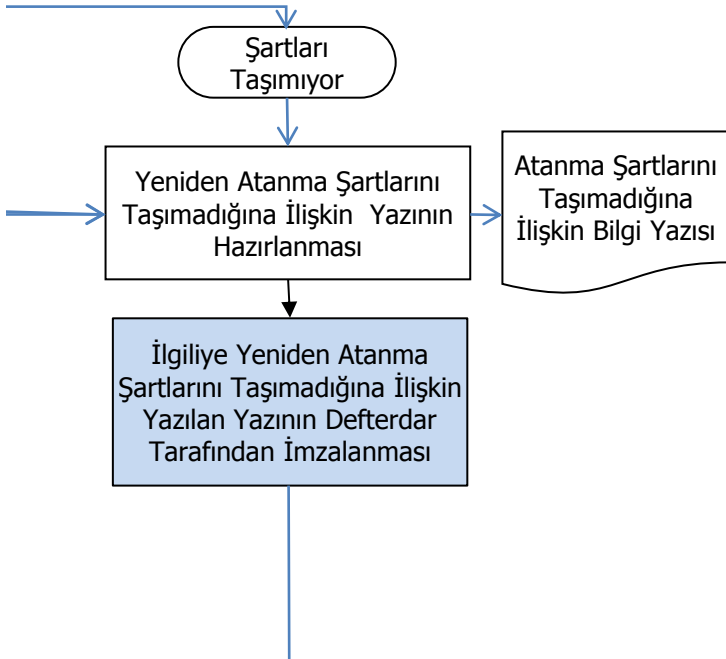 Şartları
Taşımıyor
Yeniden Atanma Şartlarını
Taşımadığına İlişkin  Yazının
Hazırlanması
Atanma Şartlarını
Taşımadığına
İlişkin Bilgi Yazısı
İlgiliye Yeniden Atanma
Şartlarını Taşımadığına İlişkin
Yazılan Yazının Defterdar
Tarafından İmzalanması